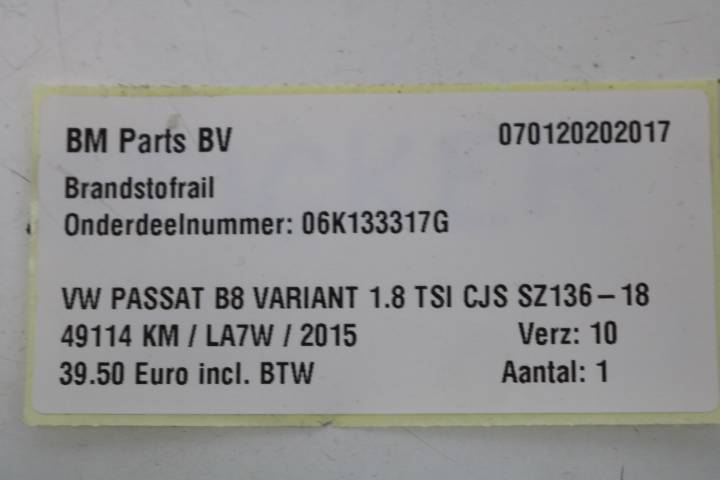 BM Parts BV 070120202017
Brandstofrail
Onderdeelnummer: 06K133317G
VW PASSAT B8 VARIANT 1.8 TSI CJS SZ136-18
49114 KM / LA7W / 2015 Verz: 10
39.50 Euro incl. BTW Aantal: 1